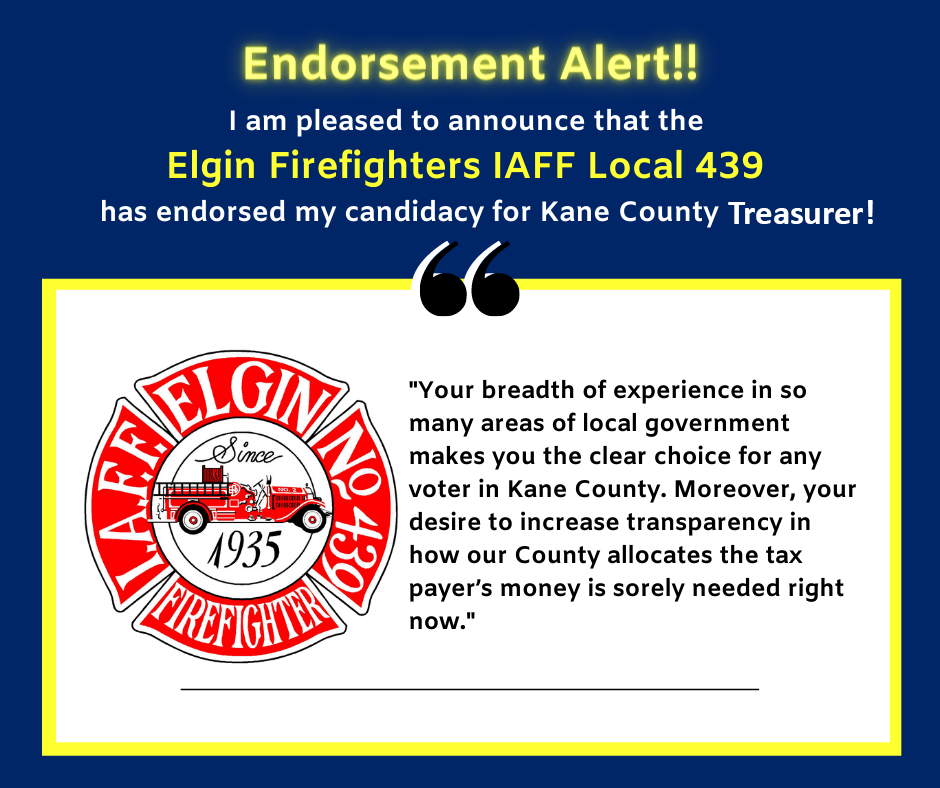 Endorsement Alert!!
I am pleased to announce that the
Elgin Firefighters IAFF Local 439
has endorsed my candidacy for Kane County Treasurer!
“
ELGIN
I.A.F.F.
No 439
Since
1935
FIREFIGHTER
"Your breadth of experience in so
many areas of local government
makes you the clear choice for any
voter in Kane County. Moreover, your
desire to increase transparency in
how our County allocates the tax
payer’s money is sorely needed right
now."